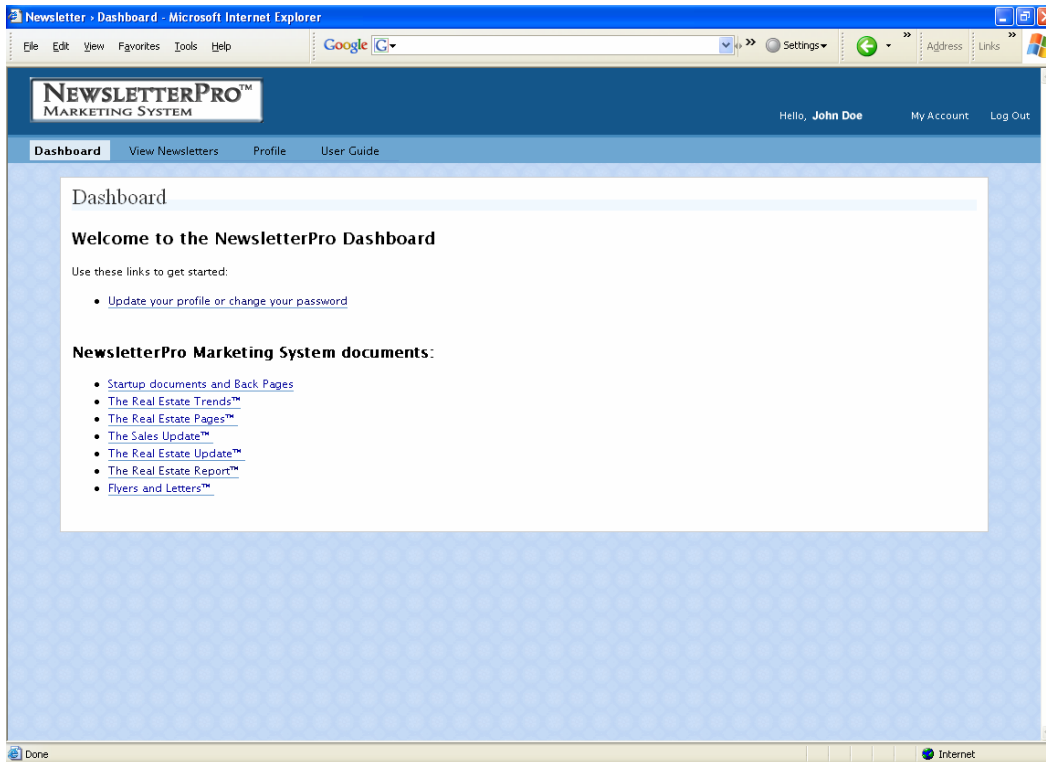 Newsletter › Dashboard - Microsoft Internet Explorer
File Edit View Favorites Tools Help
Google G
» Settings
» Address Links »
NEWSLETTERPRO™
MARKETING SYSTEM
Hello, John Doe My Account Log Out
Dashboard View Newsletters Profile User Guide
Dashboard
Welcome to the NewsletterPro Dashboard
Use these links to get started:
• Update your profile or change your password
NewsletterPro Marketing System documents:
• Startup documents and Back Pages
• The Real Estate Trends™
• The Real Estate Pages™
• The Sales Update™
• The Real Estate Update™
• The Real Estate Report™
• Flyers and Letters™
Done Internet